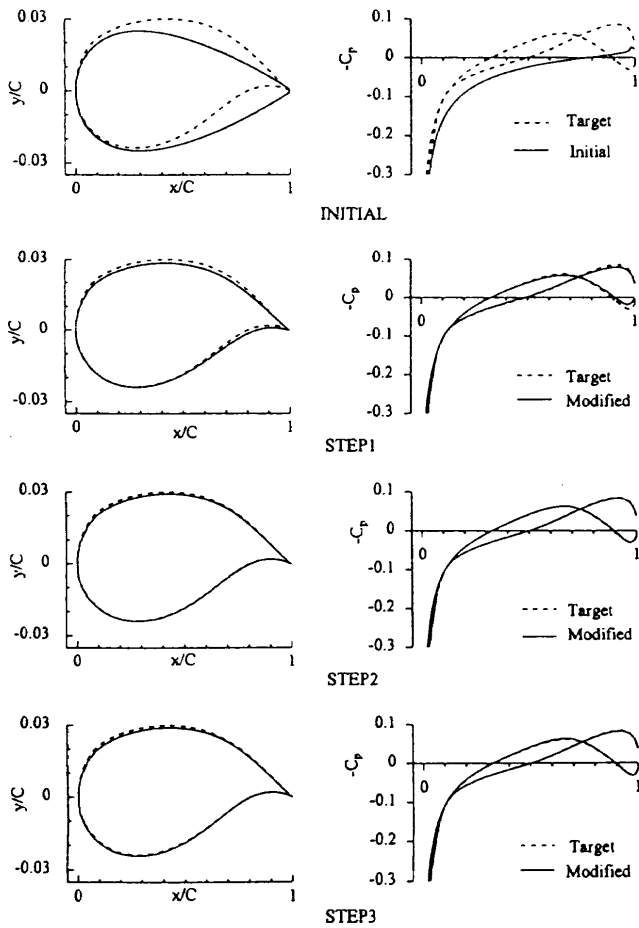 0.03
y/C
0
-0.03
0
x/C
1
0.1
-Cp
0
0
1
-0.1
-0.2
-0.3
Target
Initial
INITIAL
0.03
y/C
0
-0.03
0
x/C
1
0.1
-Cp
0
0
1
-0.1
-0.2
-0.3
Target
Modified
STEP1
0.03
y/C
0
-0.03
0
x/C
1
0.1
-Cp
0
0
1
-0.1
-0.2
-0.3
Target
Modified
STEP2
0.03
y/C
0
-0.03
0
x/C
1
0.1
-Cp
0
0
1
-0.1
-0.2
-0.3
Target
Modified
STEP3